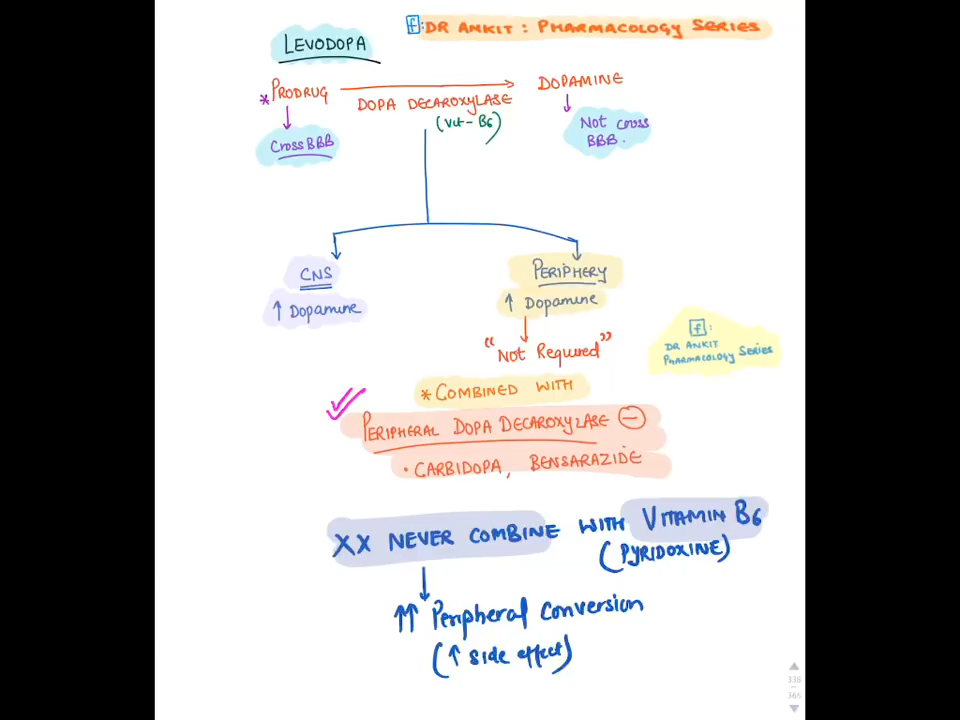 f: DR ANKIT: PHARMACOLOGY SERIES
LEVODOPA
*PRODRUG
DOPA DECAROXYLASE
(Vit-B6)
DOPAMINE
Cross BBB
Not cross
BBB.
CNS
↑ Dopamine
PERIPHERY
↑ Dopamine
"Not Required"
f:
DR ANKIT
PHARMACOLOGY SERIES
*COMBINED WITH
PERIPHERAL DOPA DECAROXYLASE ⊖
• CARBIDOPA, BENSARAZIDE
XX NEVER COMBINE WITH VITAMIN B6
(PYRIDOXINE)
↑↑ Peripheral conversion
(↑ side effect)
338
365